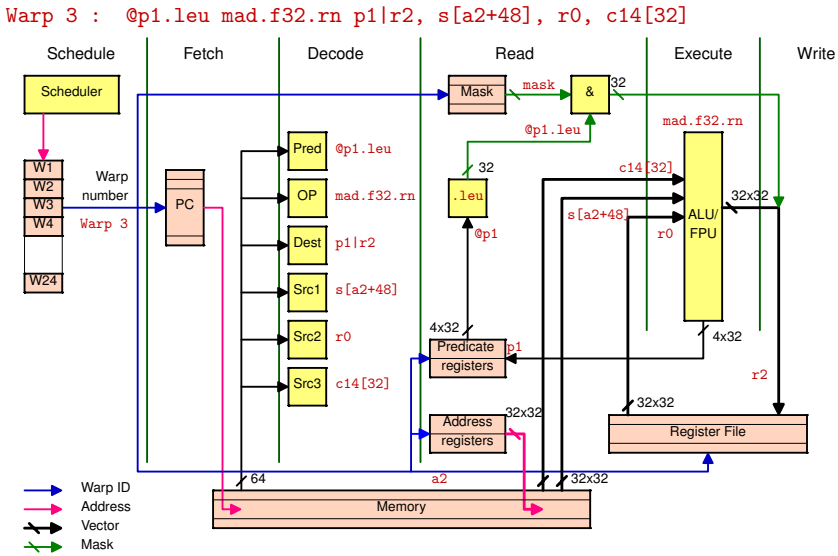 Warp 3 : @p1.leu mad.f32.rn p1|r2, s[a2+48], r0, c14[32]
Schedule Fetch Decode Read Execute Write
Scheduler
W1
W2
W3
W4
W24
Warp
number
Warp 3
PC
Pred @p1.leu
OP mad.f32.rn
Dest p1|r2
Src1 s[a2+48]
Src2 r0
Src3 c14[32]
64
Mask
mask
&
32
@p1.leu
32
.leu
@p1
4x32
Predicate
registers
p1
Address
registers
32x32
a2
mad.f32.rn
c14[32]
s[a2+48]
r0
ALU/
FPU
32x32
4x32
r2
32x32
Register File
32x32
Memory
Warp ID
Address
Vector
Mask